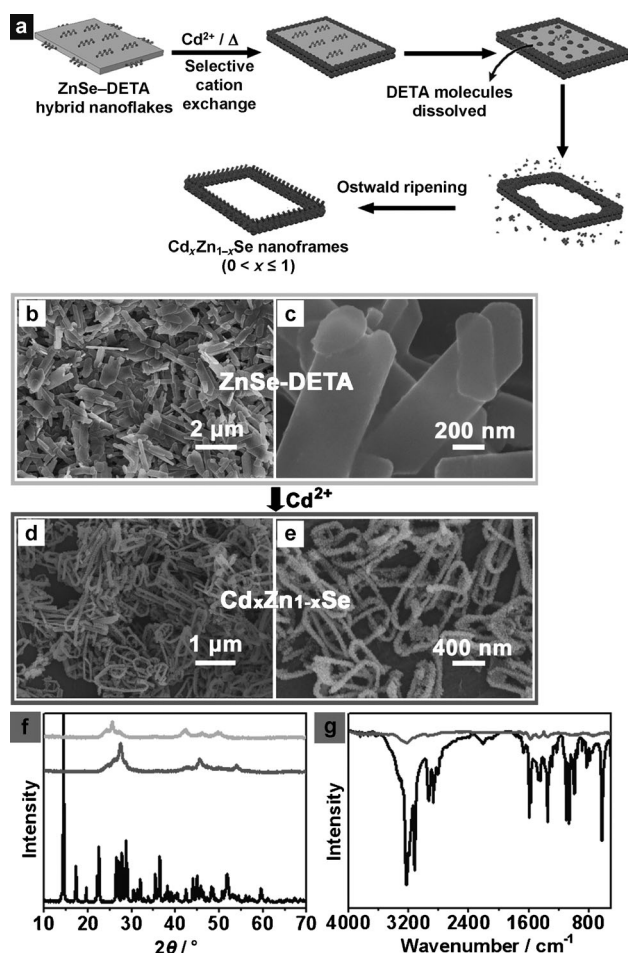 a
ZnSe–DETA
hybrid nanoflakes
Cd²⁺ / Δ
Selective
cation
exchange
DETA molecules
dissolved
Ostwald ripening
CdₓZn₁₋ₓSe nanoframes
(0 < x ≤ 1)
b
c
ZnSe-DETA
2 μm
200 nm
Cd²⁺
d
e
CdxZn1-xSe
1 μm
400 nm
f
g
Intensity
Intensity
10 20 30 40 50 60 70
4000 3200 2400 1600 800
2θ / °
Wavenumber / cm⁻¹